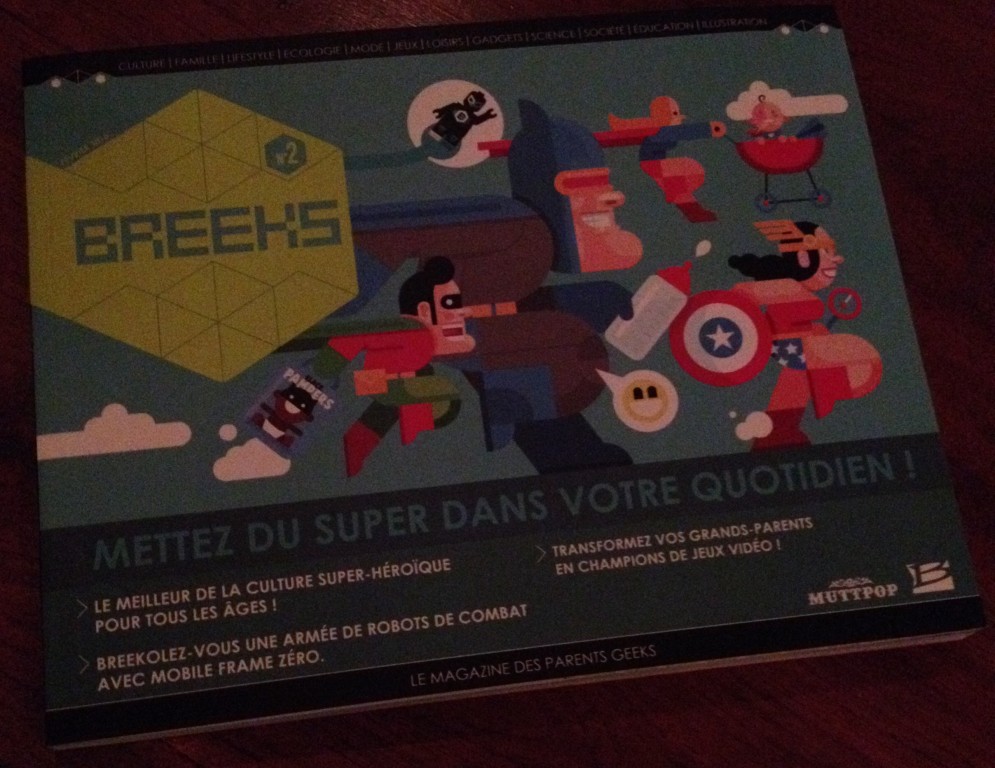 CULTURE | FAMILLE | LIFESTYLE | ECOLOGIE | MODE | JEUX | LOISIRS | GADGETS | SCIENCE | SOCIÉTÉ | EDUCATION | ILLUSTRATION
N°2
BREEKS
PAMPERS
METTEZ DU SUPER DANS VOTRE QUOTIDIEN !
> LE MEILLEUR DE LA CULTURE SUPER-HÉROÏQUE
POUR TOUS LES ÂGES !
> BREEKOLEZ-VOUS UNE ARMÉE DE ROBOTS DE COMBAT
AVEC MOBILE FRAME ZÉRO.
> TRANSFORMEZ VOS GRANDS-PARENTS
EN CHAMPIONS DE JEUX VIDÉO !
MUTTPOP
LE MAGAZINE DES PARENTS GEEKS